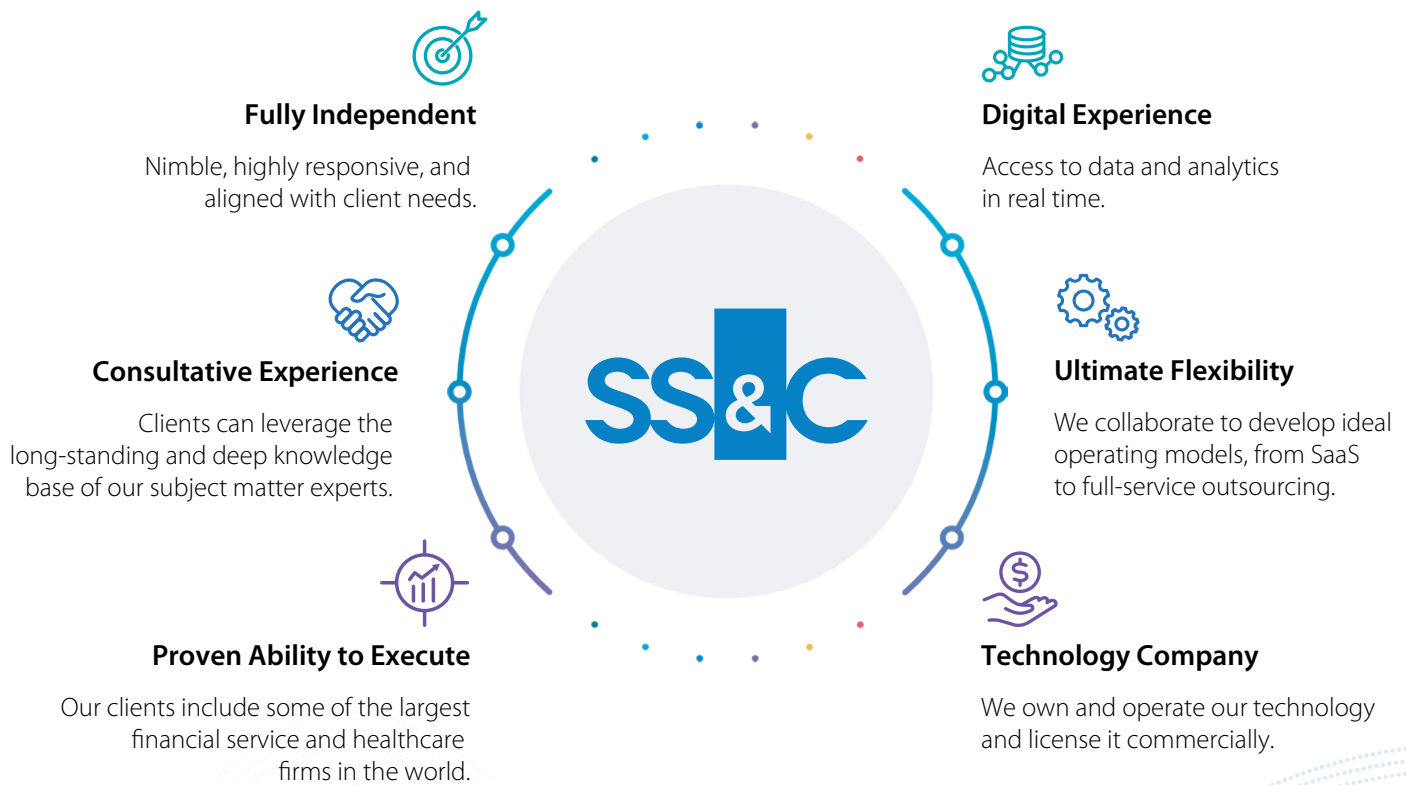 Fully Independent
Nimble, highly responsive, and
aligned with client needs.
Consultative Experience
Clients can leverage the
long-standing and deep knowledge
base of our subject matter experts.
Proven Ability to Execute
Our clients include some of the largest
financial service and healthcare
firms in the world.
SS&C
Digital Experience
Access to data and analytics
in real time.
Ultimate Flexibility
We collaborate to develop ideal
operating models, from SaaS
to full-service outsourcing.
$
Technology Company
We own and operate our technology
and license it commercially.